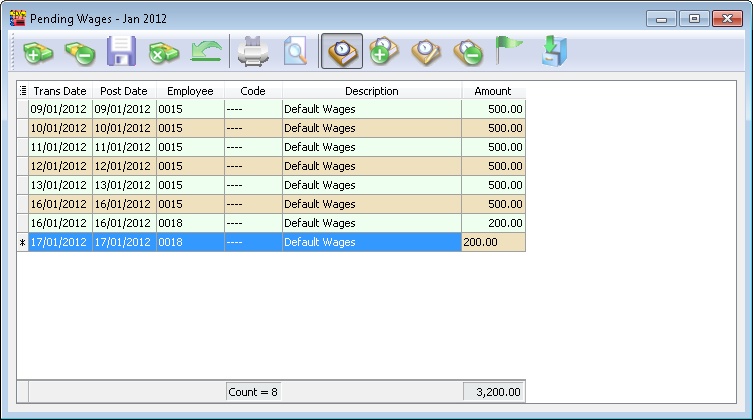 Pending Wages - Jan 2012
Trans Date Post Date Employee Code Description Amount
09/01/2012 09/01/2012 0015 ---- Default Wages 500.00
10/01/2012 10/01/2012 0015 ---- Default Wages 500.00
11/01/2012 11/01/2012 0015 ---- Default Wages 500.00
12/01/2012 12/01/2012 0015 ---- Default Wages 500.00
13/01/2012 13/01/2012 0015 ---- Default Wages 500.00
16/01/2012 16/01/2012 0015 ---- Default Wages 500.00
16/01/2012 16/01/2012 0018 ---- Default Wages 200.00
* 17/01/2012 17/01/2012 0018 ---- Default Wages 200.00
Count = 8 3,200.00